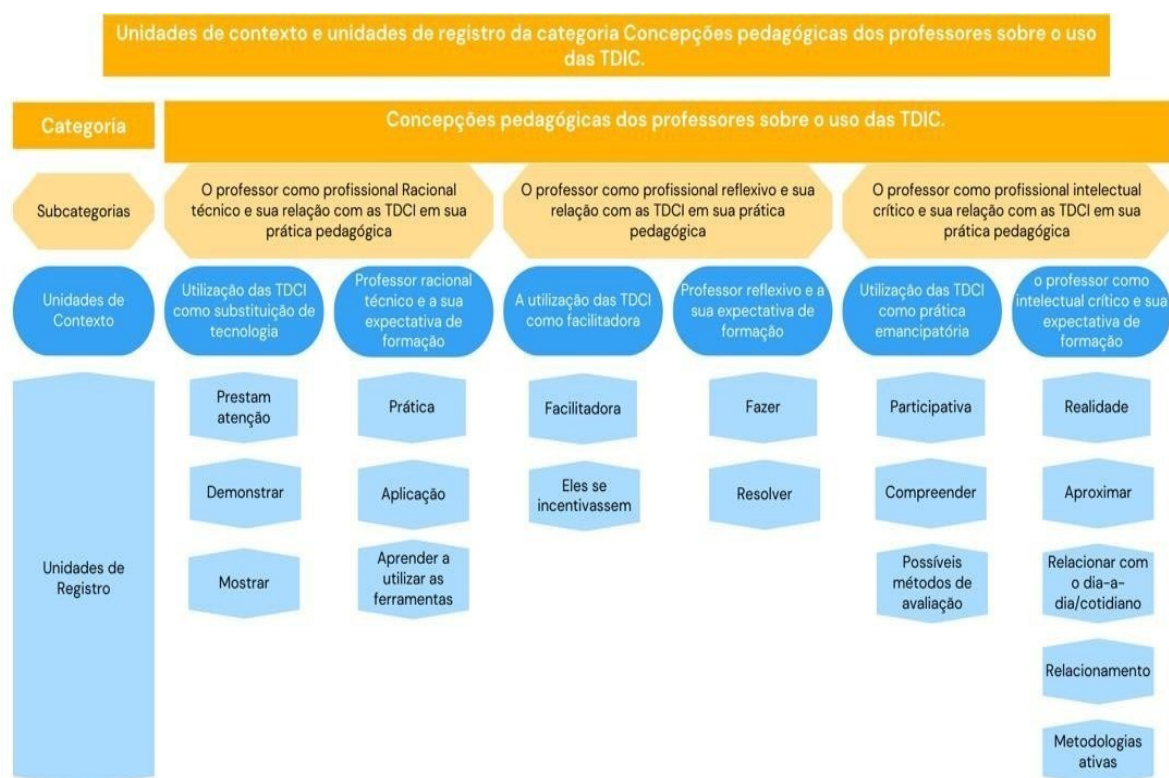 Unidades de contexto e unidades de registro da categoria Concepções pedagógicas dos professores sobre o uso
das TDIC.
Categoria
Concepções pedagógicas dos professores sobre o uso das TDIC.
Subcategorias
O professor como profissional Racional
técnico e sua relação com as TDCI em sua
prática pedagógica
O professor como profissional reflexivo e sua
relação com as TDCI em sua prática
pedagógica
O professor como profissional intelectual
crítico e sua relação com as TDCI em sua
prática pedagógica
Unidades de
Contexto
Utilização das TDCI
como substituição de
tecnologia
Professor racional
técnico e a sua
expectativa de
formação
A utilização das TDCI
como facilitadora
Professor reflexivo e a
sua expectativa de
formação
Utilização das TDCI
como prática
emancipatória
o professor como
intelectual crítico e sua
expectativa de
formação
Unidades de
Registro
Prestam
atenção
Prática
Facilitadora
Fazer
Participativa
Realidade
Demonstrar
Aplicação
Eles se
incentivassem
Resolver
Compreender
Aproximar
Mostrar
Aprender a
utilizar as
ferramentas
Possíveis
métodos de
avaliação
Relacionar com
o dia-a-
dia/cotidiano
Relacionamento
Metodologias
ativas